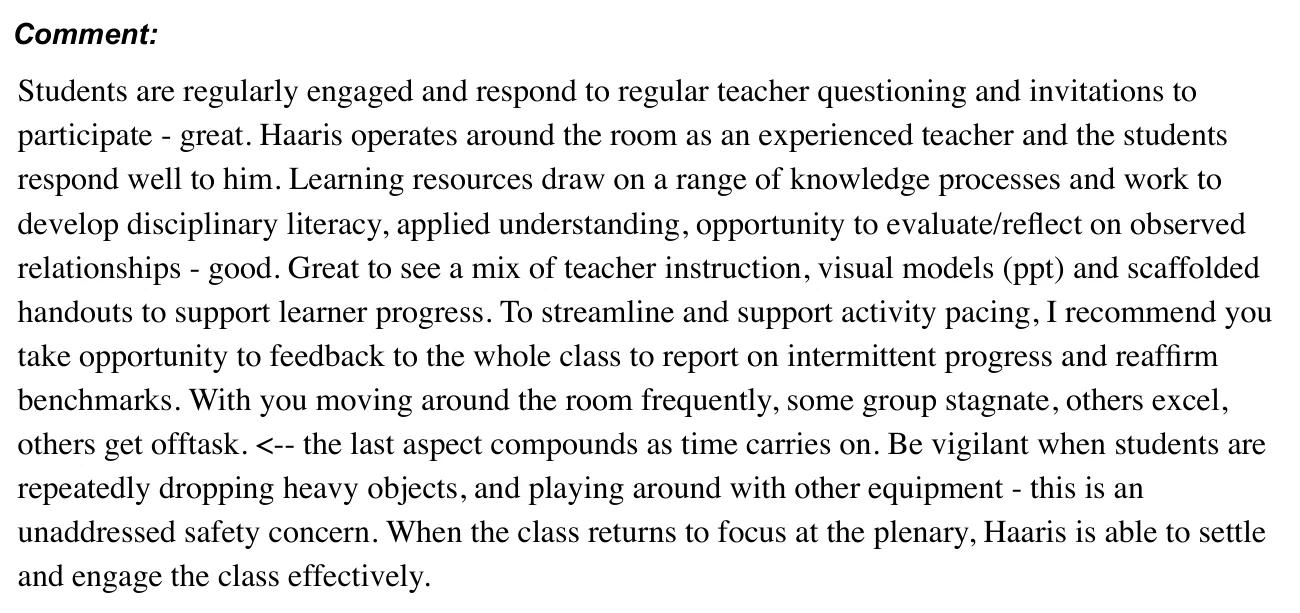 Comment:
Students are regularly engaged and respond to regular teacher questioning and invitations to
participate - great. Haaris operates around the room as an experienced teacher and the students
respond well to him. Learning resources draw on a range of knowledge processes and work to
develop disciplinary literacy, applied understanding, opportunity to evaluate/reflect on observed
relationships - good. Great to see a mix of teacher instruction, visual models (ppt) and scaffolded
handouts to support learner progress. To streamline and support activity pacing, I recommend you
take opportunity to feedback to the whole class to report on intermittent progress and reaffirm
benchmarks. With you moving around the room frequently, some group stagnate, others excel,
others get offtask. <-- the last aspect compounds as time carries on. Be vigilant when students are
repeatedly dropping heavy objects, and playing around with other equipment - this is an
unaddressed safety concern. When the class returns to focus at the plenary, Haaris is able to settle
and engage the class effectively.